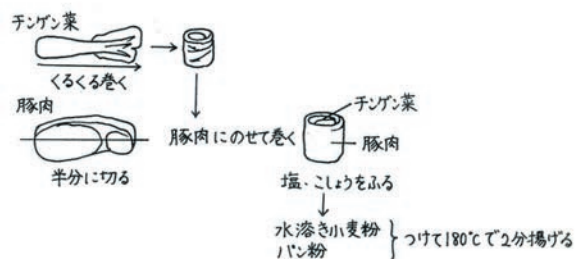 チンゲン菜
くるくる巻く
豚肉
半分に切る
豚肉にのせて巻く
チンゲン菜
豚肉
塩・こしょうをふる
水溶き小麦粉
パン粉
つけて180℃で2分揚げる